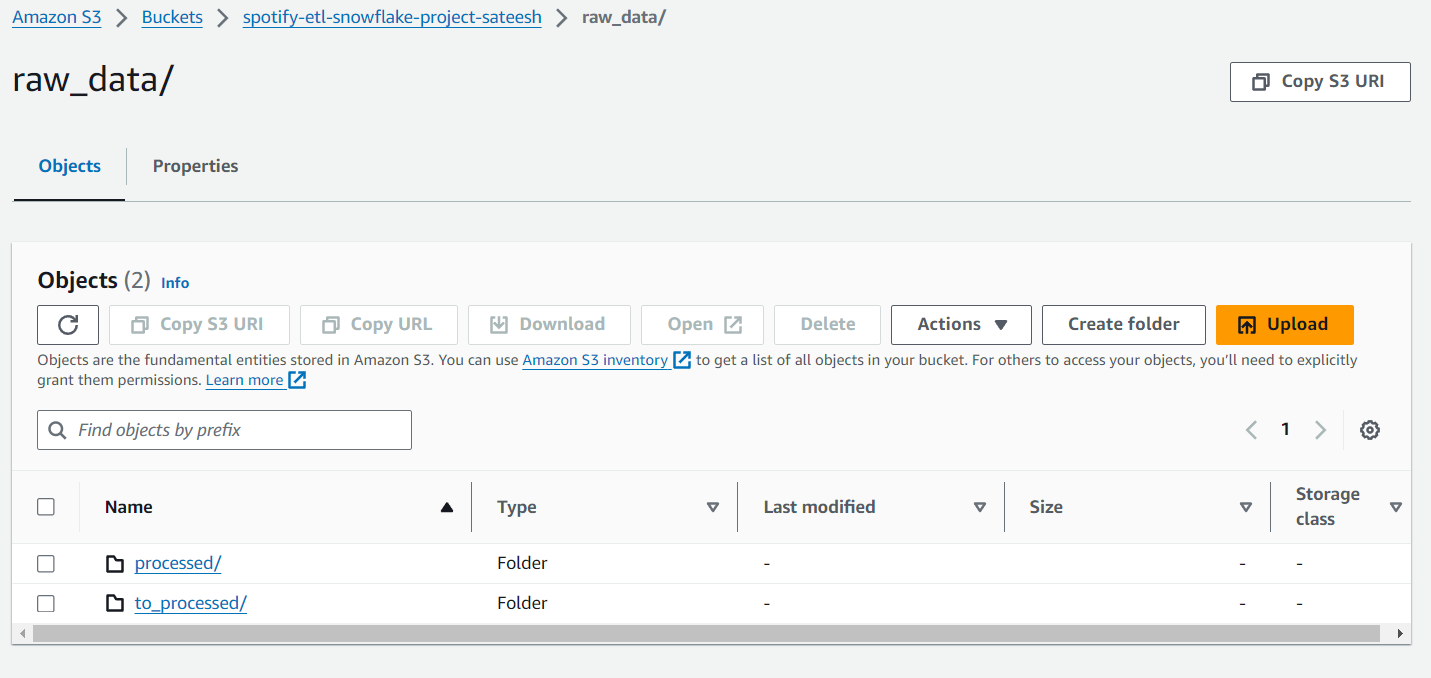 Amazon S3 > Buckets > spotify-etl-snowflake-project-sateesh > raw_data/
raw_data/
Copy S3 URI
Objects
Properties
Objects (2) Info
Copy S3 URI
Copy URL
Download
Open
Delete
Actions
Create folder
Upload
Objects are the fundamental entities stored in Amazon S3. You can use Amazon S3 inventory to get a list of all objects in your bucket. For others to access your objects, you’ll need to explicitly
grant them permissions. Learn more
Find objects by prefix
1
Name
Type
Last modified
Size
Storage
class
processed/ Folder - - -
to_processed/ Folder - - -